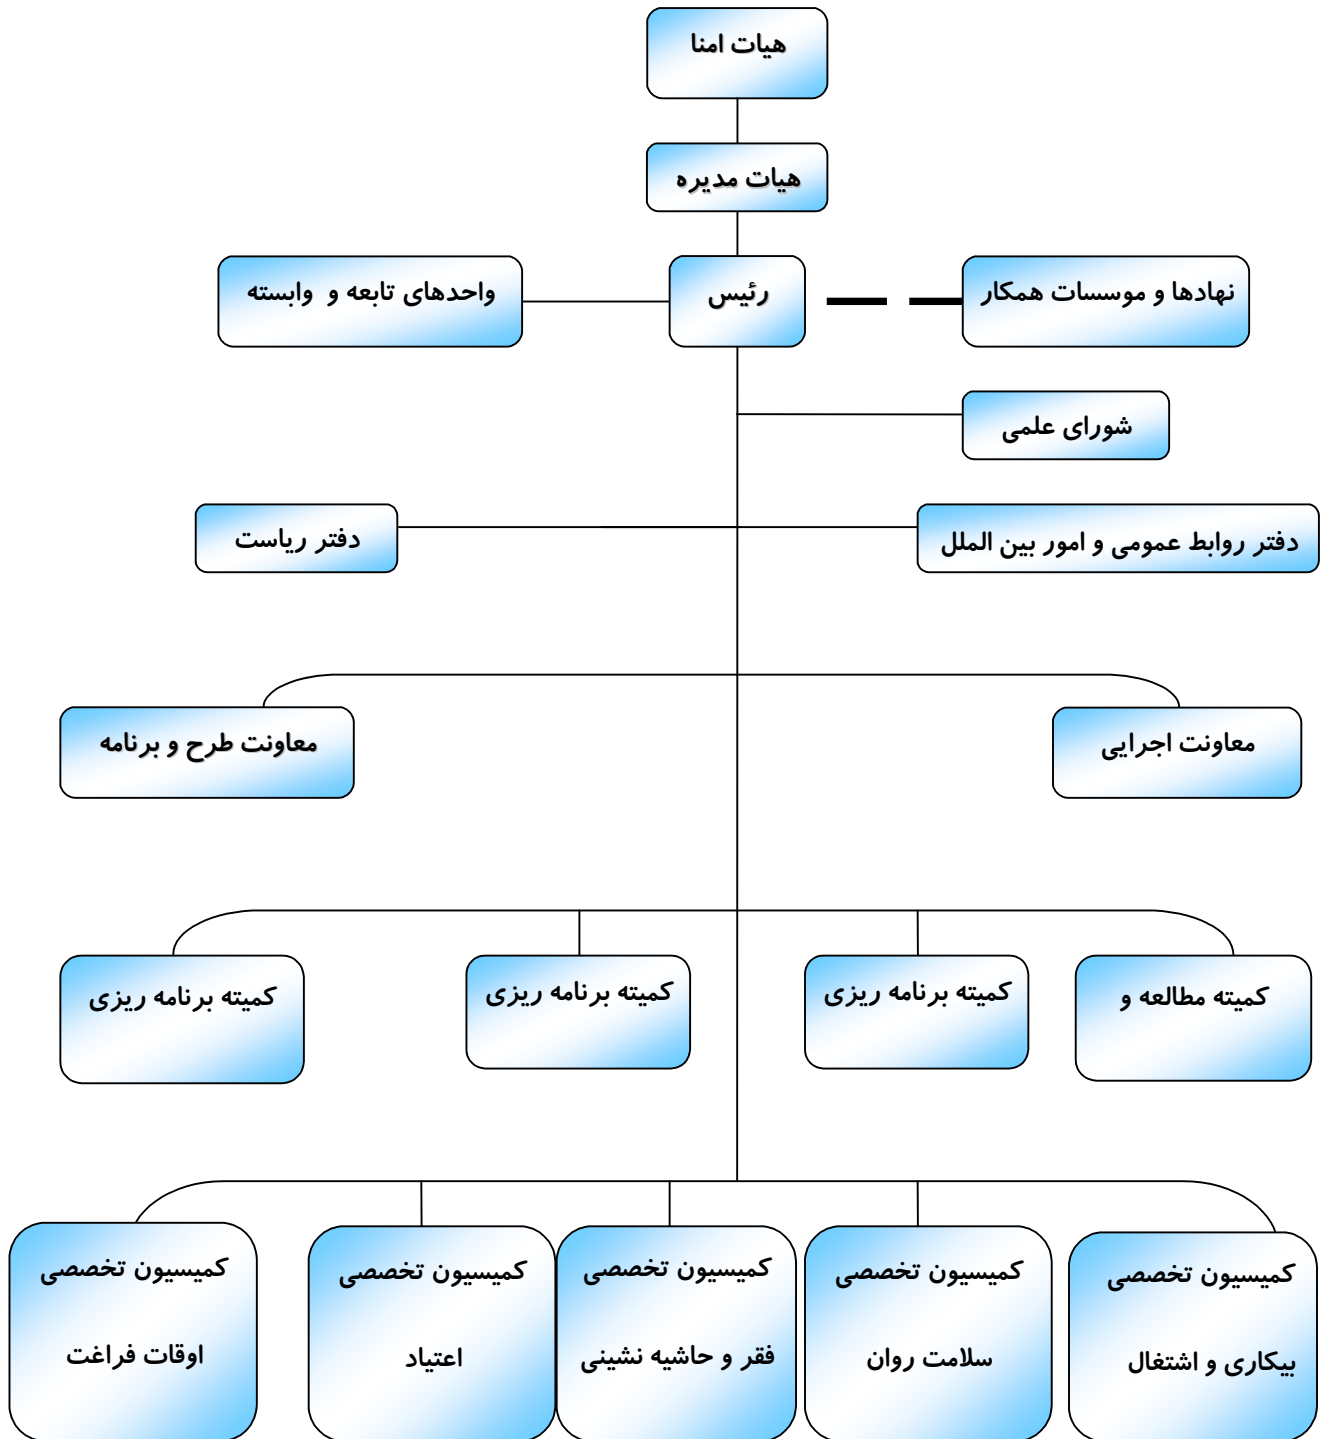 هیات امنا
هیات مدیره
نهادها و موسسات همکار
رئیس
واحدهای تابعه و وابسته
شورای علمی
دفتر روابط عمومی و امور بین الملل
دفتر ریاست
معاونت اجرایی
معاونت طرح و برنامه
کمیته مطالعه و
کمیته برنامه ریزی
کمیته برنامه ریزی
کمیته برنامه ریزی
کمیسیون تخصصی
بیکاری و اشتغال
کمیسیون تخصصی
سلامت روان
کمیسیون تخصصی
فقر و حاشیه نشینی
کمیسیون تخصصی
اعتیاد
کمیسیون تخصصی
اوقات فراغت